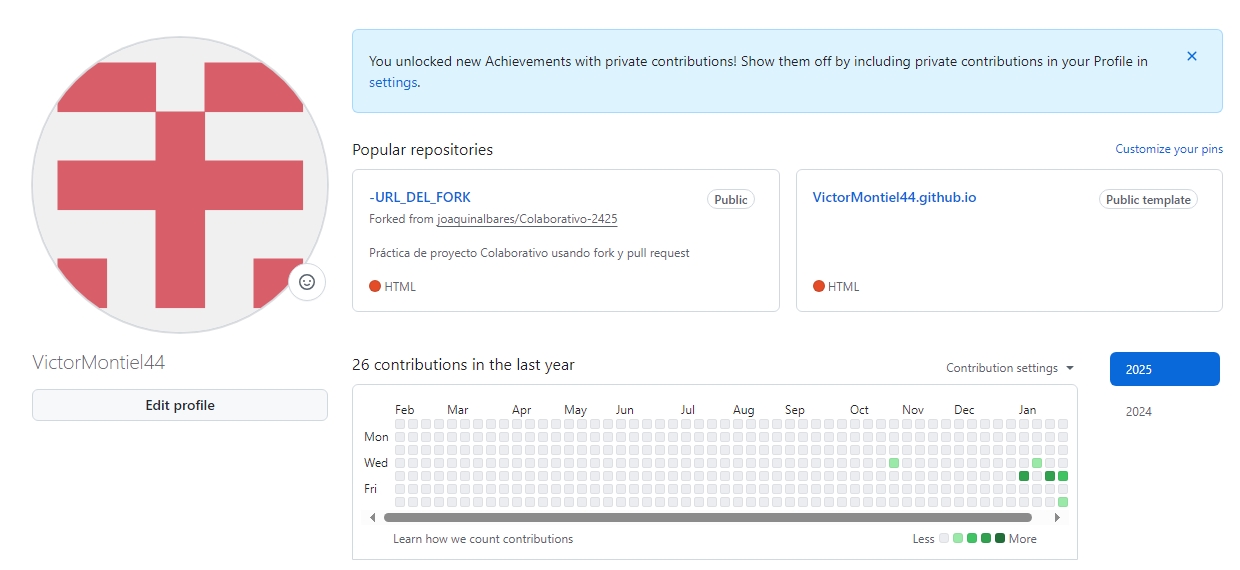 You unlocked new Achievements with private contributions! Show them off by including private contributions in your Profile in
settings.
Popular repositories
Customize your pins
-URL_DEL_FORK
Public
Forked from joaquinalbares/Colaborativo-2425
Práctica de proyecto Colaborativo usando fork y pull request
HTML
VictorMontiel44.github.io
Public template
HTML
VictorMontiel44
Edit profile
26 contributions in the last year
Contribution settings
2025
2024
Feb Mar Apr May Jun Jul Aug Sep Oct Nov Dec Jan
Mon
Wed
Fri
Learn how we count contributions
Less More